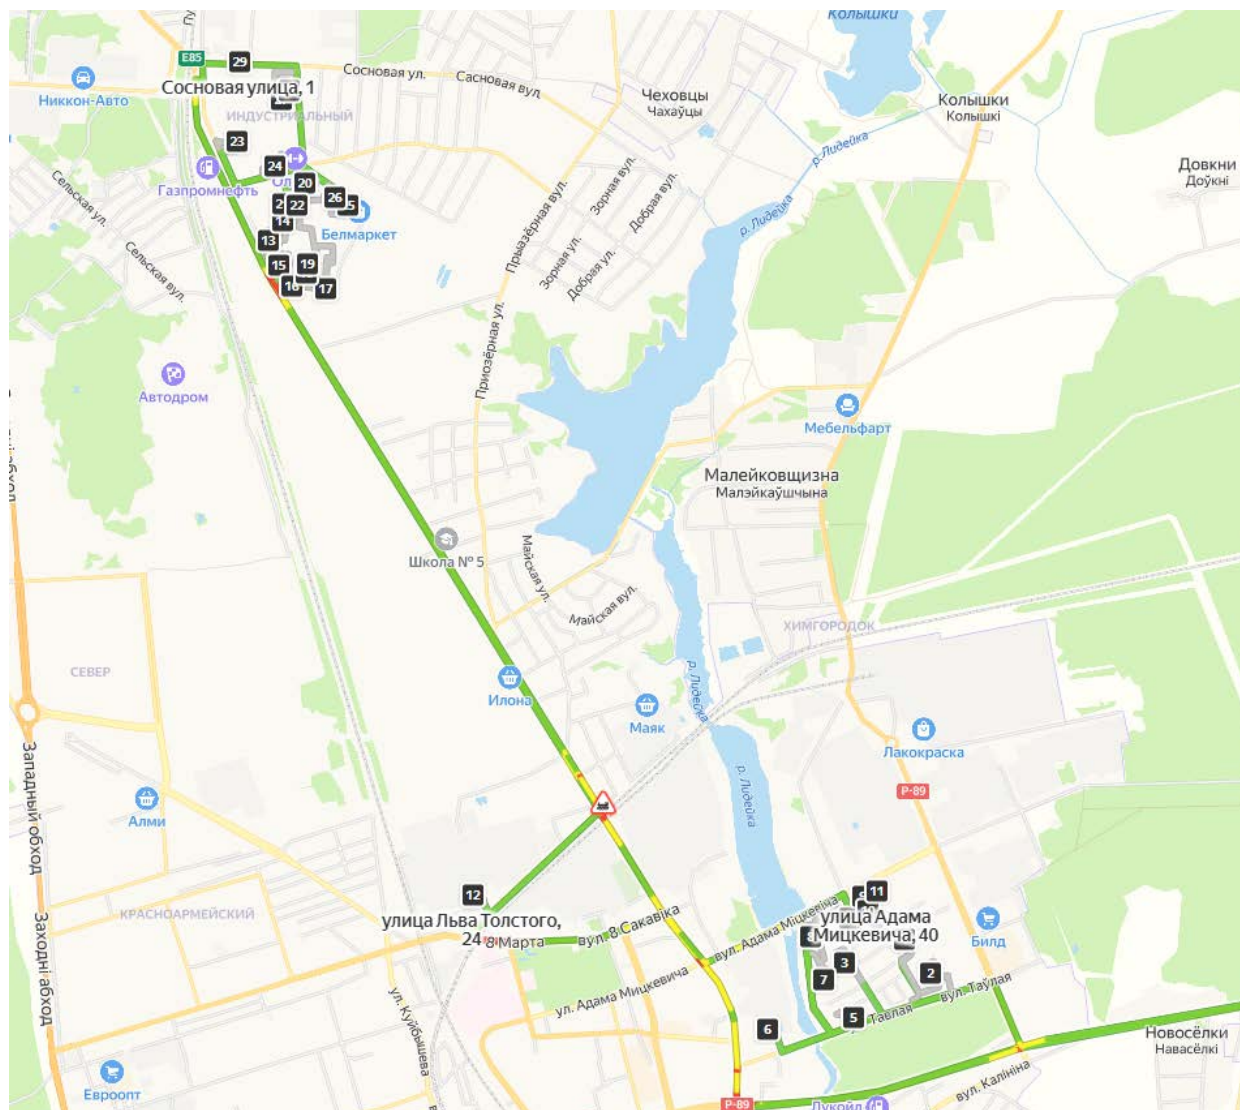 Колышки
E85
29
Сосновая ул.
Сасновая вул.
Никкон-Авто
Сосновая улица, 1
Чеховцы
Чахаўцы
Колышки
Колышкі
ИНДУСТРИАЛЬНЫЙ
р. Лидейка
23
Довкни
Доўкні
24
Газпромнефть
Сельская ул.
20
26
22
14
Белмаркет
13
Сельская вул.
Прыазёрная вул.
Зорная вул.
Добрая вул.
р. Лидейка
15
19
16
17
Зорная ул.
Добрая ул.
Приозёрная ул.
Автодром
Мебельфарт
Малейковщизна
Малэйкаўшчына
Школа № 5
Майская ул.
Майская вул.
ХИМГОРОДОК
СЕВЕР
Илона
р. Лидейка
Маяк
Лакокраска
Западный обход
р. Лидейка
P-89
Алми
12
11
КРАСНОАРМЕЙСКИЙ
улица Льва Толстого,
24
8 Марта
вул. 8 Сакавіка
вул. Адама Міцкевіча
улица Адама
Мицкевича, 40
Билд
Заходні абход
3
2
7
ул. Адама Мицкевича
ул. Куйбышева
вул. Таўлая
Тавлая
5
6
Новосёлки
Навасёлкі
вул. Калініна
Евроопт
P-89
Лукойл